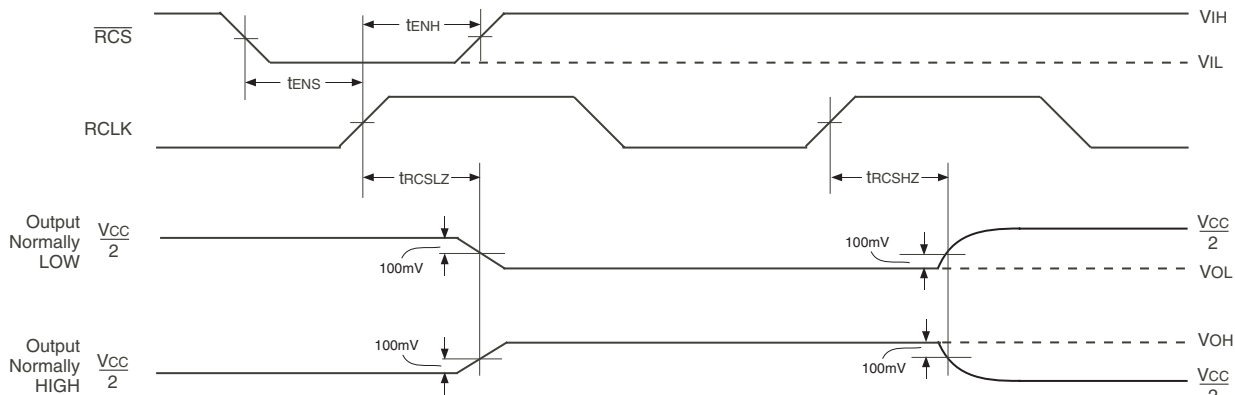 RCS
tENH
VIH
VIL
tENS
RCLK
tRCSLZ
tRCSHZ
Output
Normally
LOW
VCC
2
100mV
100mV
VCC
2
VOL
Output
Normally
HIGH
VCC
2
100mV
100mV
VOH
VCC
2